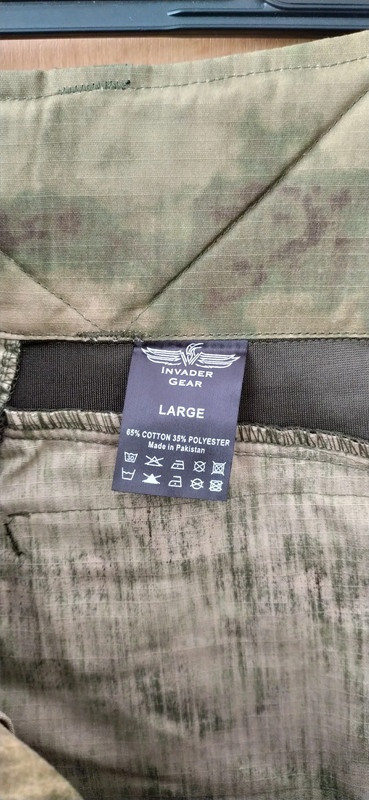 INVADER
GEAR
LARGE
65% COTTON 35% POLYESTER
Made in Pakistan